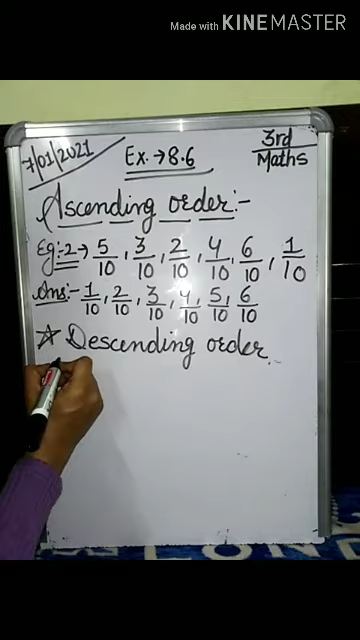 Made with KINEMASTER
7/01/2021
Ex.→8.6
3rd
Maths
Ascending order:-
Eg:-2→ 5/10, 3/10, 2/10, 4/10, 6/10, 1/10
Ans:- 1/10, 2/10, 3/10, 4/10, 5/10, 6/10
☆ Descending order